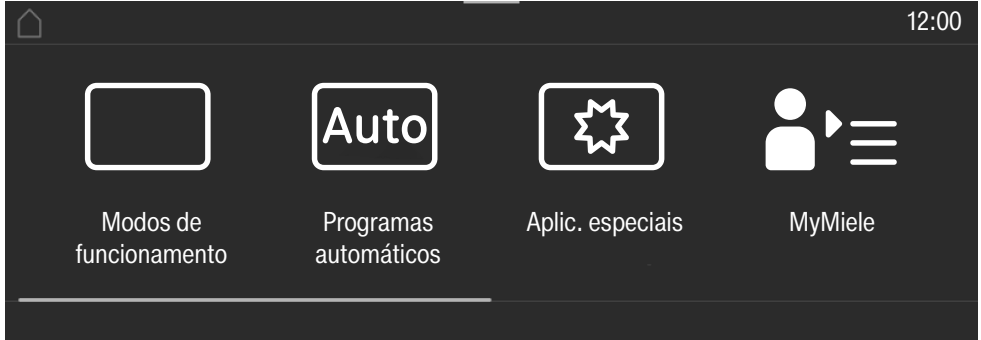 12:00
Auto
Modos de
funcionamento
Programas
automáticos
Aplic. especiais
MyMiele